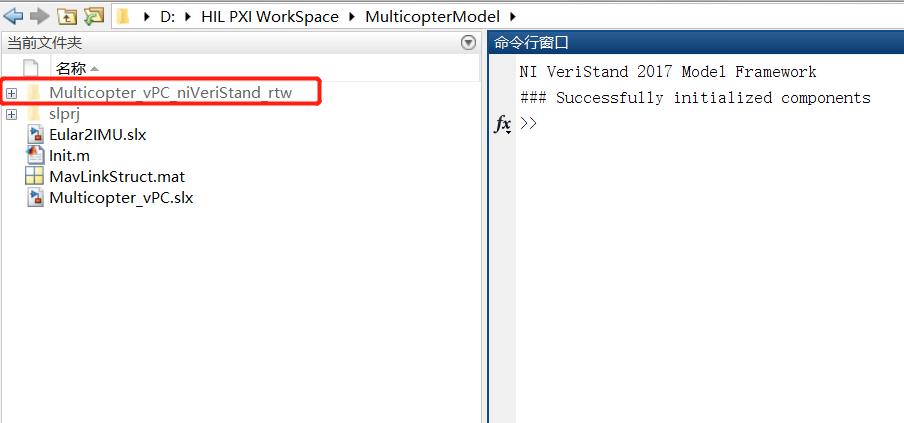 D: HIL PXI WorkSpace MulticopterModel
当前文件夹
名称
Multicopter_vPC_niVeriStand_rtw
slprj
Eular2IMU.slx
Init.m
MavLinkStruct.mat
Multicopter_vPC.slx
命令行窗口
NI VeriStand 2017 Model Framework
### Successfully initialized components
fx >>